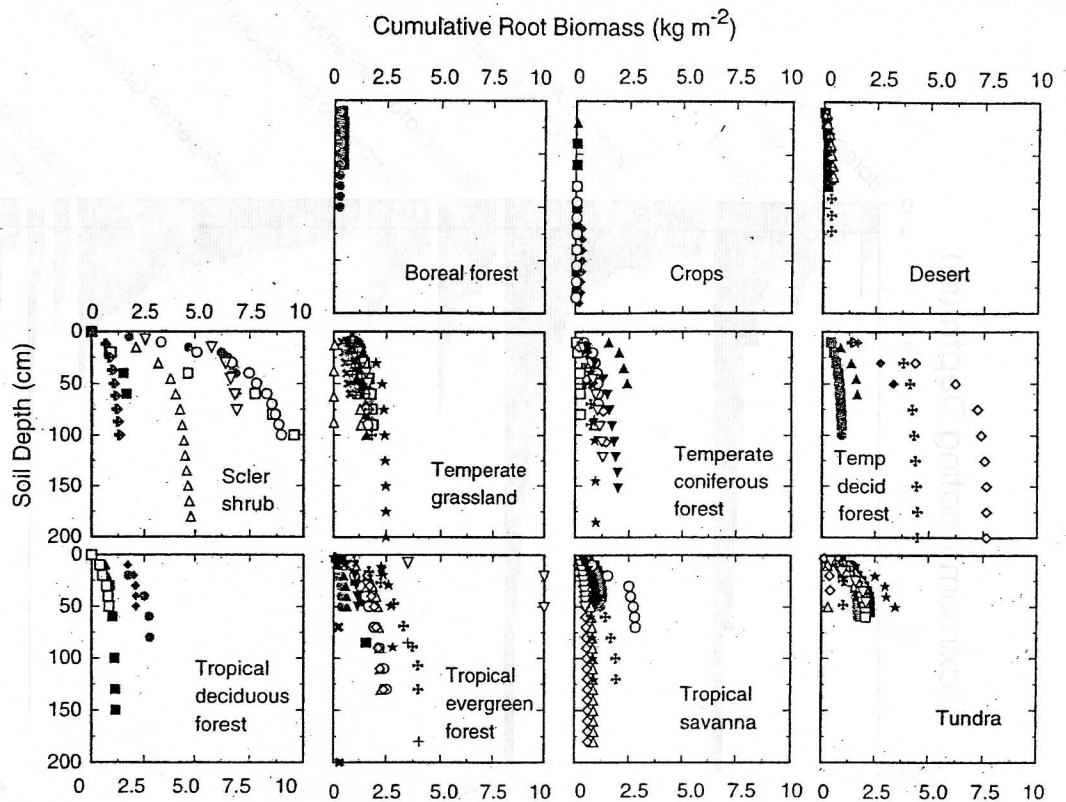 Cumulative Root Biomass (kg m-2)
0 2.5 5.0 7.5 10 0 2.5 5.0 7.5 10 0 2.5 5.0 7.5 10
Boreal forest
Crops
Desert
0 2.5 5.0 7.5 10
Soil Depth (cm)
0
50
100
150
200
Scler
shrub
Temperate
grassland
Temperate
coniferous
forest
Temp
decid
forest
0
50
100
150
200
Tropical
deciduous
forest
Tropical
evergreen
forest
Tropical
savanna
Tundra
0 2.5 5.0 7.5 10 0 2.5 5.0 7.5 10 0 2.5 5.0 7.5 10 0 2.5 5.0 7.5 10